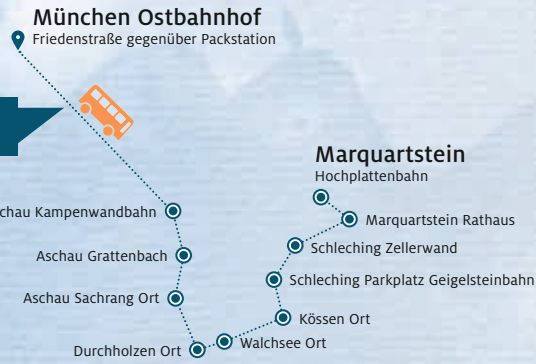 München Ostbahnhof
Friedenstraße gegenüber Packstation
Marquartstein
Hochplattenbahn
Kampenwandbahn
Marquartstein Rathaus
Schleching Zellerwand
Aschau Grattenbach
Schleching Parkplatz Geigelsteinbahn
Aschau Sachrang Ort
Kössen Ort
Walchsee Ort
Durchholzen Ort